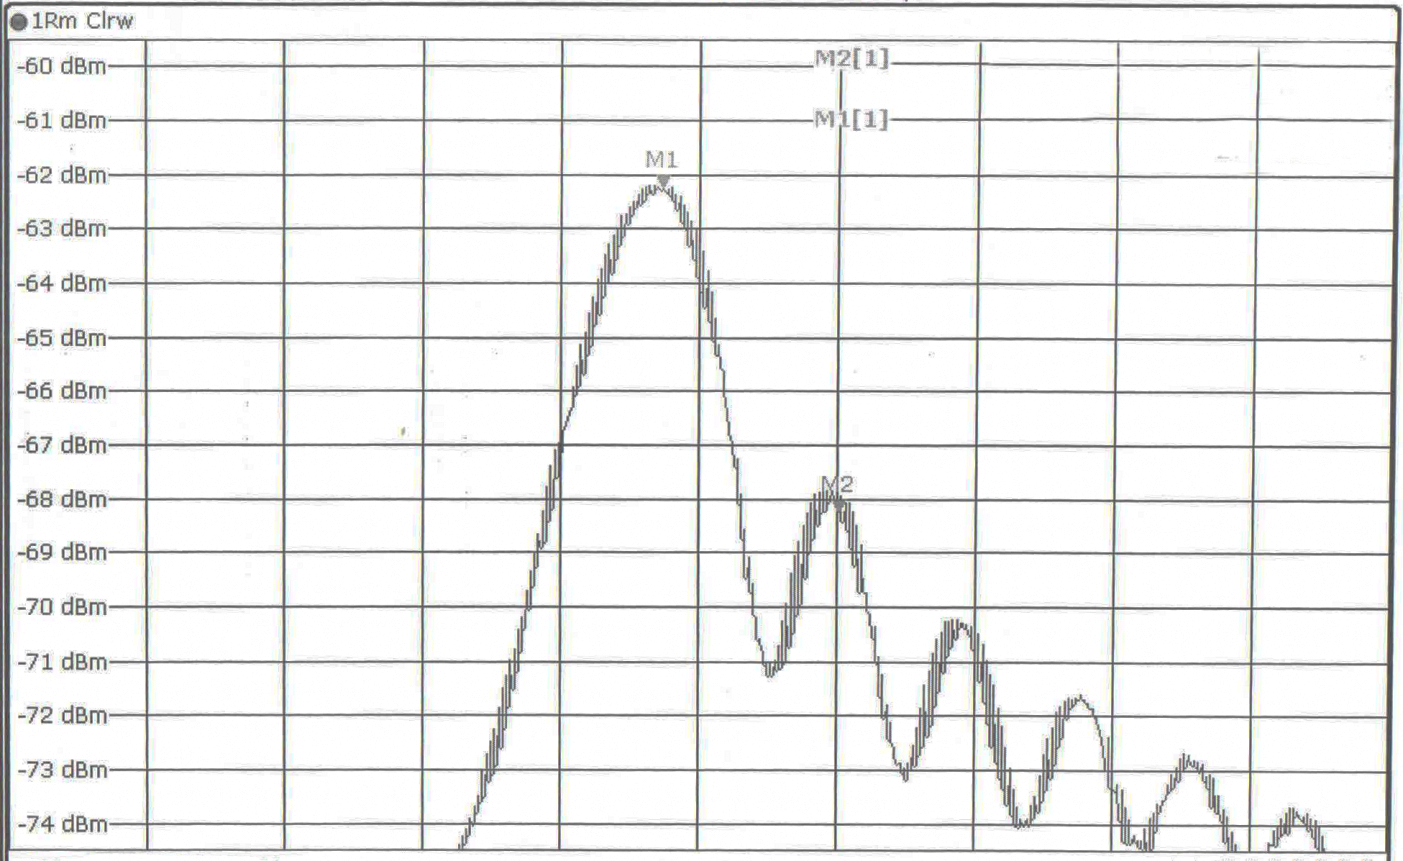 1Rm Clrw
-60 dBm
M2[1]
-61 dBm
M1[1]
M1
-62 dBm
-63 dBm
-64 dBm
-65 dBm
-66 dBm
-67 dBm
M2
-68 dBm
-69 dBm
-70 dBm
-71 dBm
-72 dBm
-73 dBm
-74 dBm